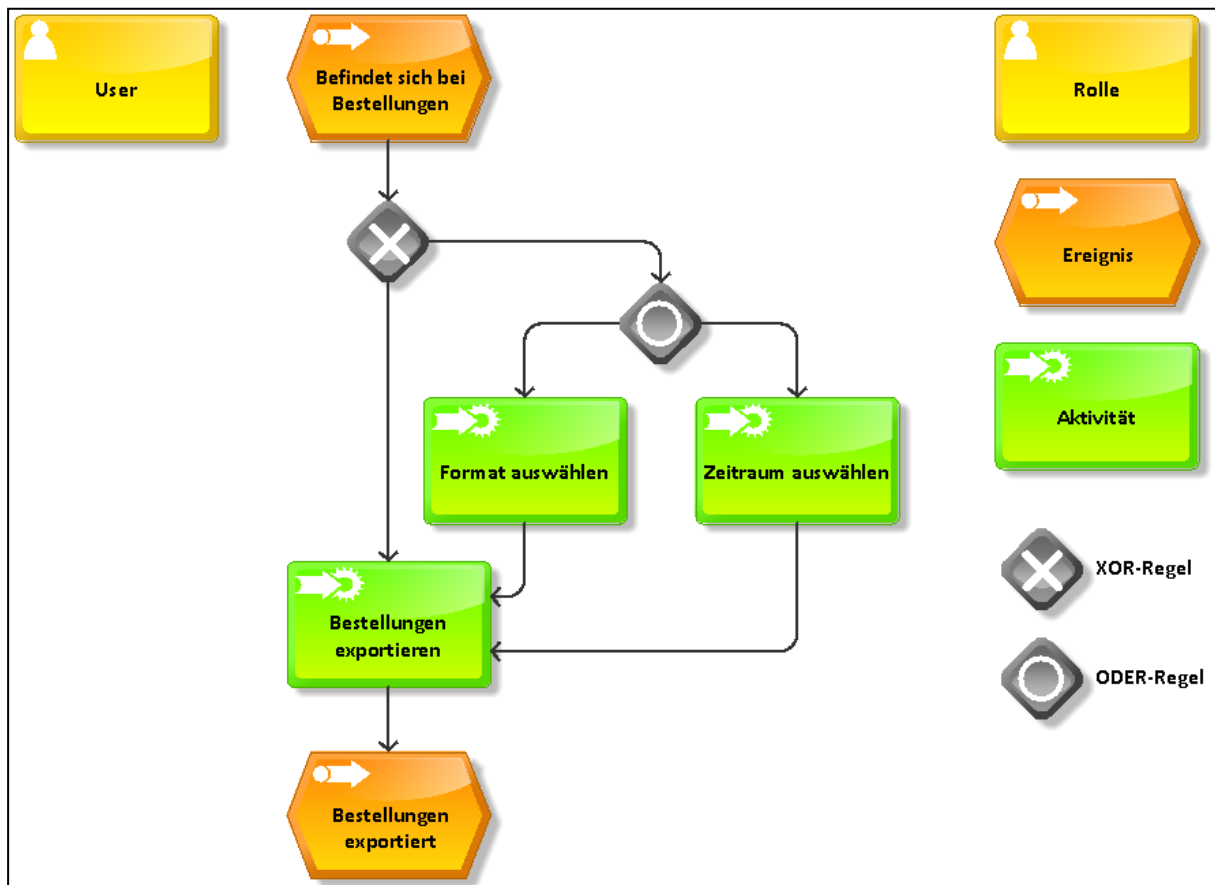 User
Befindet sich bei
Bestellungen
Format auswählen
Zeitraum auswählen
Bestellungen
exportieren
Bestellungen
exportiert
Rolle
Ereignis
Aktivität
XOR-Regel
ODER-Regel